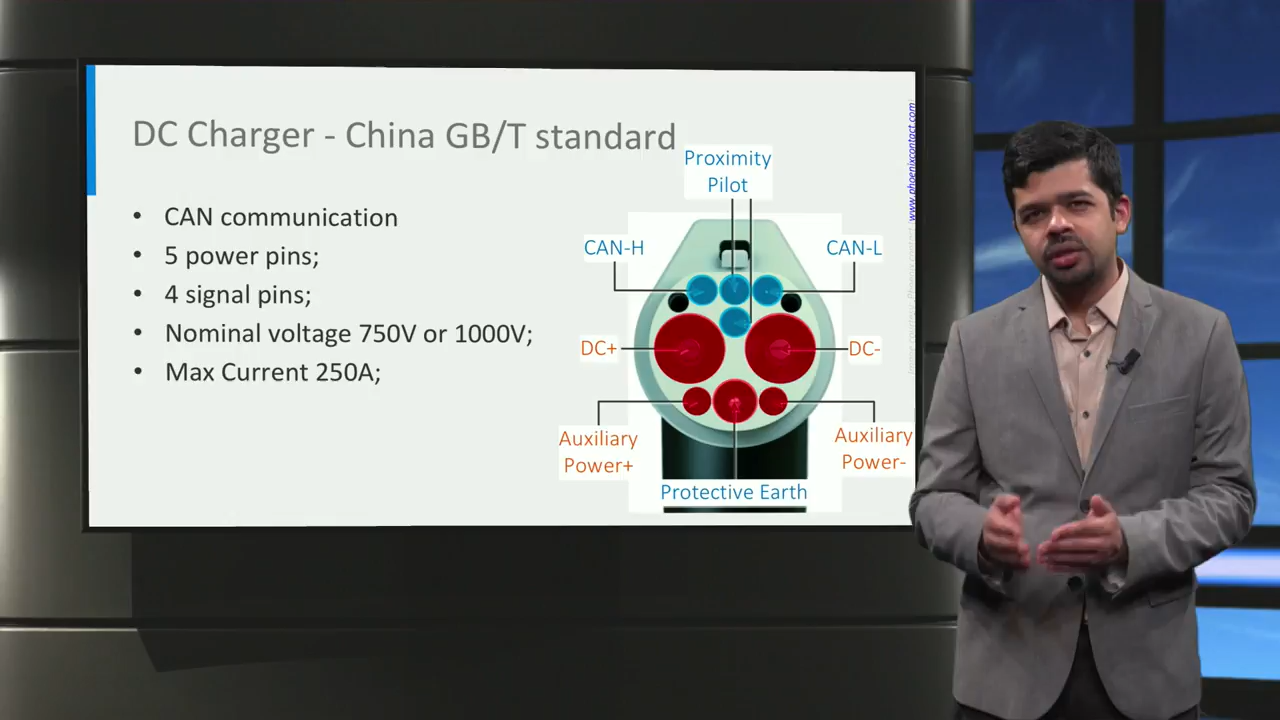 DC Charger - China GB/T standard
• CAN communication
• 5 power pins;
• 4 signal pins;
• Nominal voltage 750V or 1000V;
• Max Current 250A;
Proximity
Pilot
CAN-H
CAN-L
DC+
DC-
Auxiliary
Power+
Auxiliary
Power-
Protective Earth
www.phoenixcontact.com